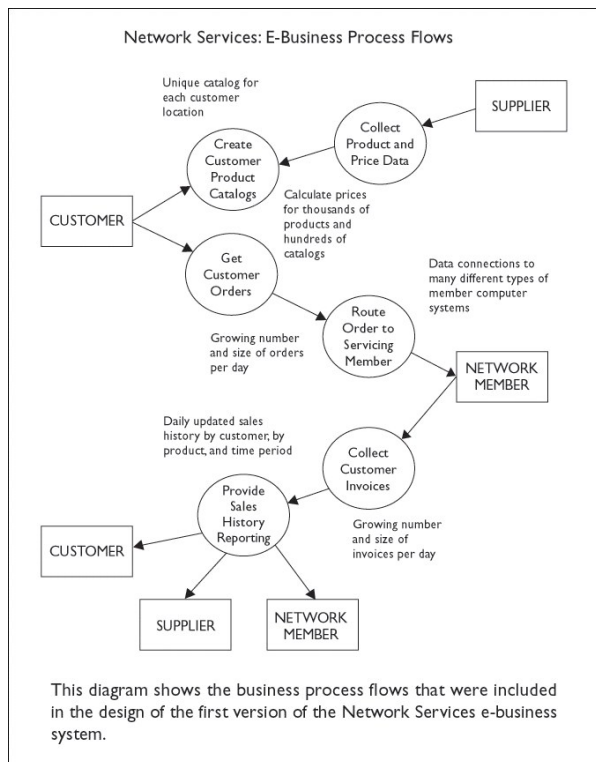 Network Services: E-Business Process Flows
Unique catalog for
each customer
location
SUPPLIER
Collect
Product and
Price Data
Create
Customer
Product
Catalogs
CUSTOMER
Calculate prices
for thousands of
products and
hundreds of
catalogs
Get
Customer
Orders
Data connections to
many different types of
member computer
systems
Route
Order to
Servicing
Member
Growing number
and size of orders
per day
NETWORK
MEMBER
Daily updated sales
history by customer, by
product, and time period
Collect
Customer
Invoices
Provide
Sales
History
Reporting
Growing number
and size of
invoices per day
CUSTOMER
SUPPLIER
NETWORK
MEMBER
This diagram shows the business process flows that were included
in the design of the first version of the Network Services e-business
system.